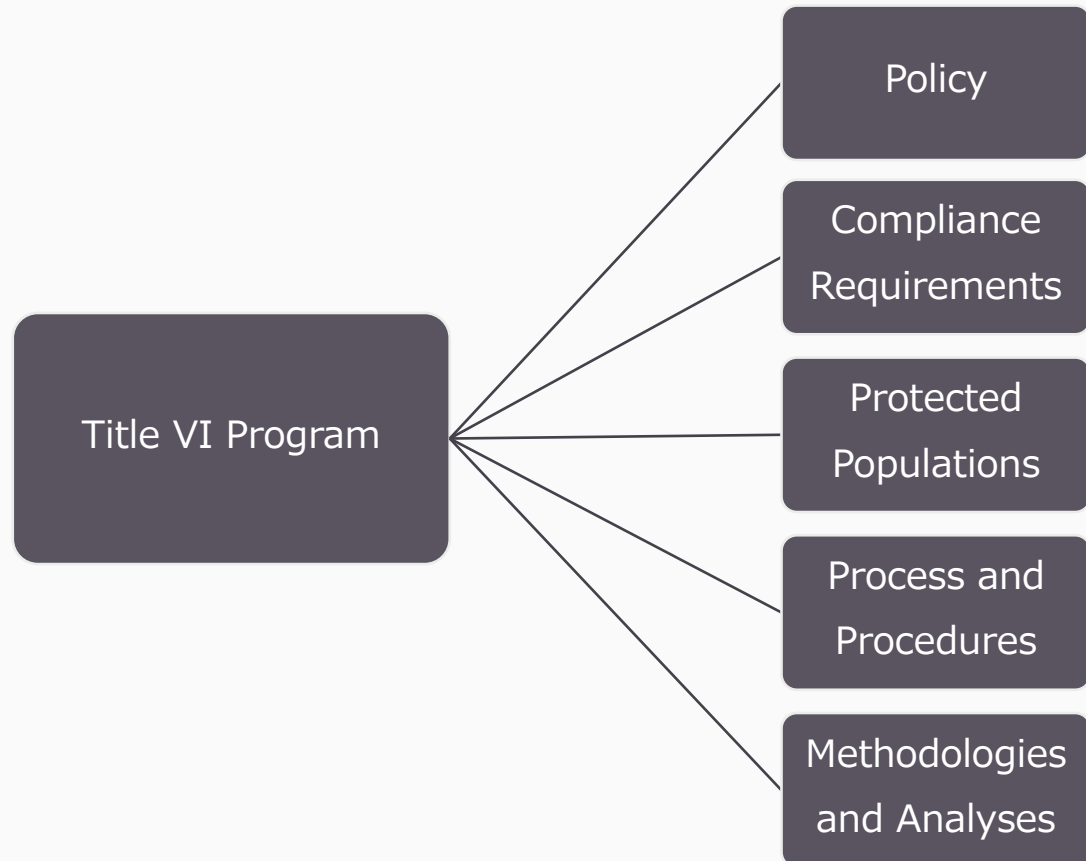 Title VI Program
Policy
Compliance
Requirements
Protected
Populations
Process and
Procedures
Methodologies
and Analyses